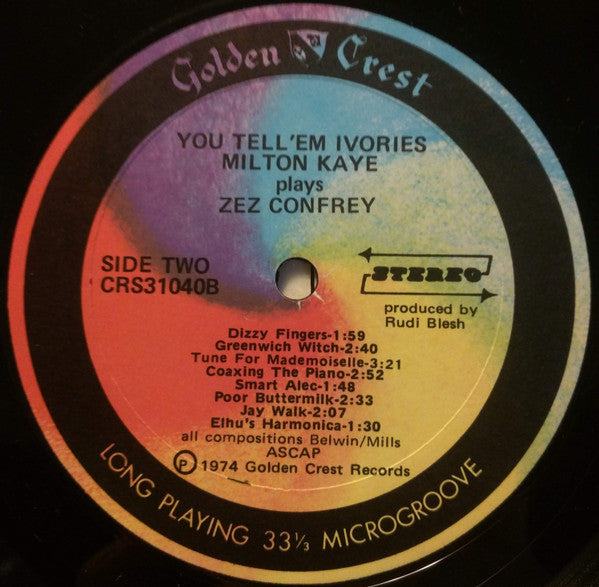 Golden Crest
YOU TELL'EM IVORIES
MILTON KAYE
plays
ZEZ CONFREY
SIDE TWO
CRS31040B
STEREO
produced by
Rudi Blesh
Dizzy Fingers-1:59
Greenwich Witch-2:40
Tune For Mademoiselle-3:21
Coaxing The Piano-2:52
Smart Alec-1:48
Poor Buttermilk-2:33
Jay Walk-2:07
Elhu's Harmonica-1:30
all compositions Belwin/Mills
ASCAP
Ⓟ 1974 Golden Crest Records
LONG PLAYING 33⅓ MICROGROOVE